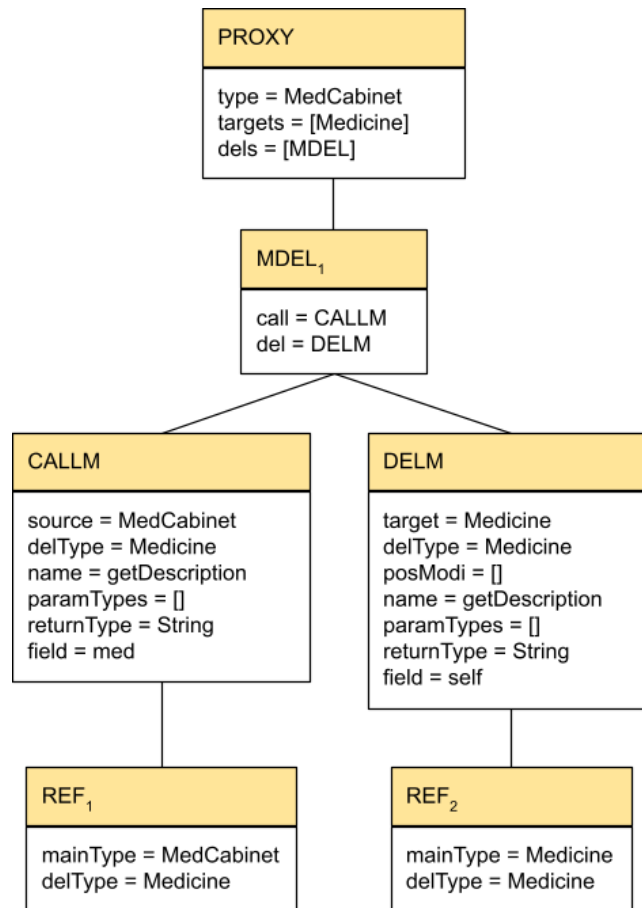 PROXY
type = MedCabinet
targets = [Medicine]
dels = [MDEL]
MDEL₁
call = CALLM
del = DELM
CALLM
source = MedCabinet
delType = Medicine
name = getDescription
paramTypes = []
returnType = String
field = med
DELM
target = Medicine
delType = Medicine
posModi = []
name = getDescription
paramTypes = []
returnType = String
field = self
REF₁
mainType = MedCabinet
delType = Medicine
REF₂
mainType = Medicine
delType = Medicine